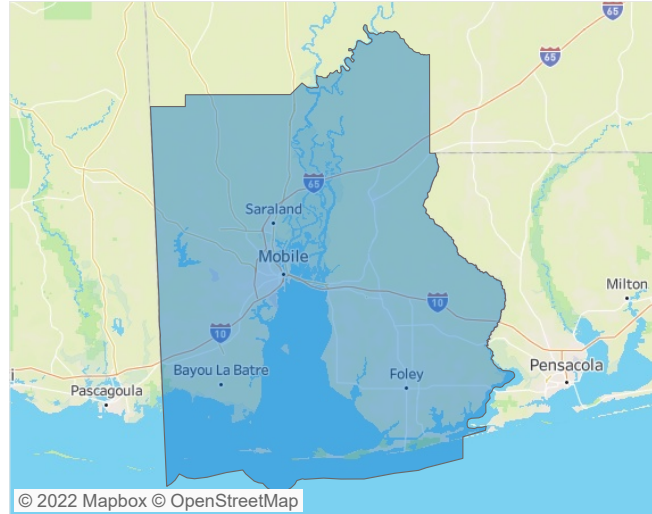 65
65
65
Saraland
Mobile
10
Milton
10
Bayou La Batre
Foley
Pensacola
i
Pascagoula
© 2022 Mapbox © OpenStreetMap